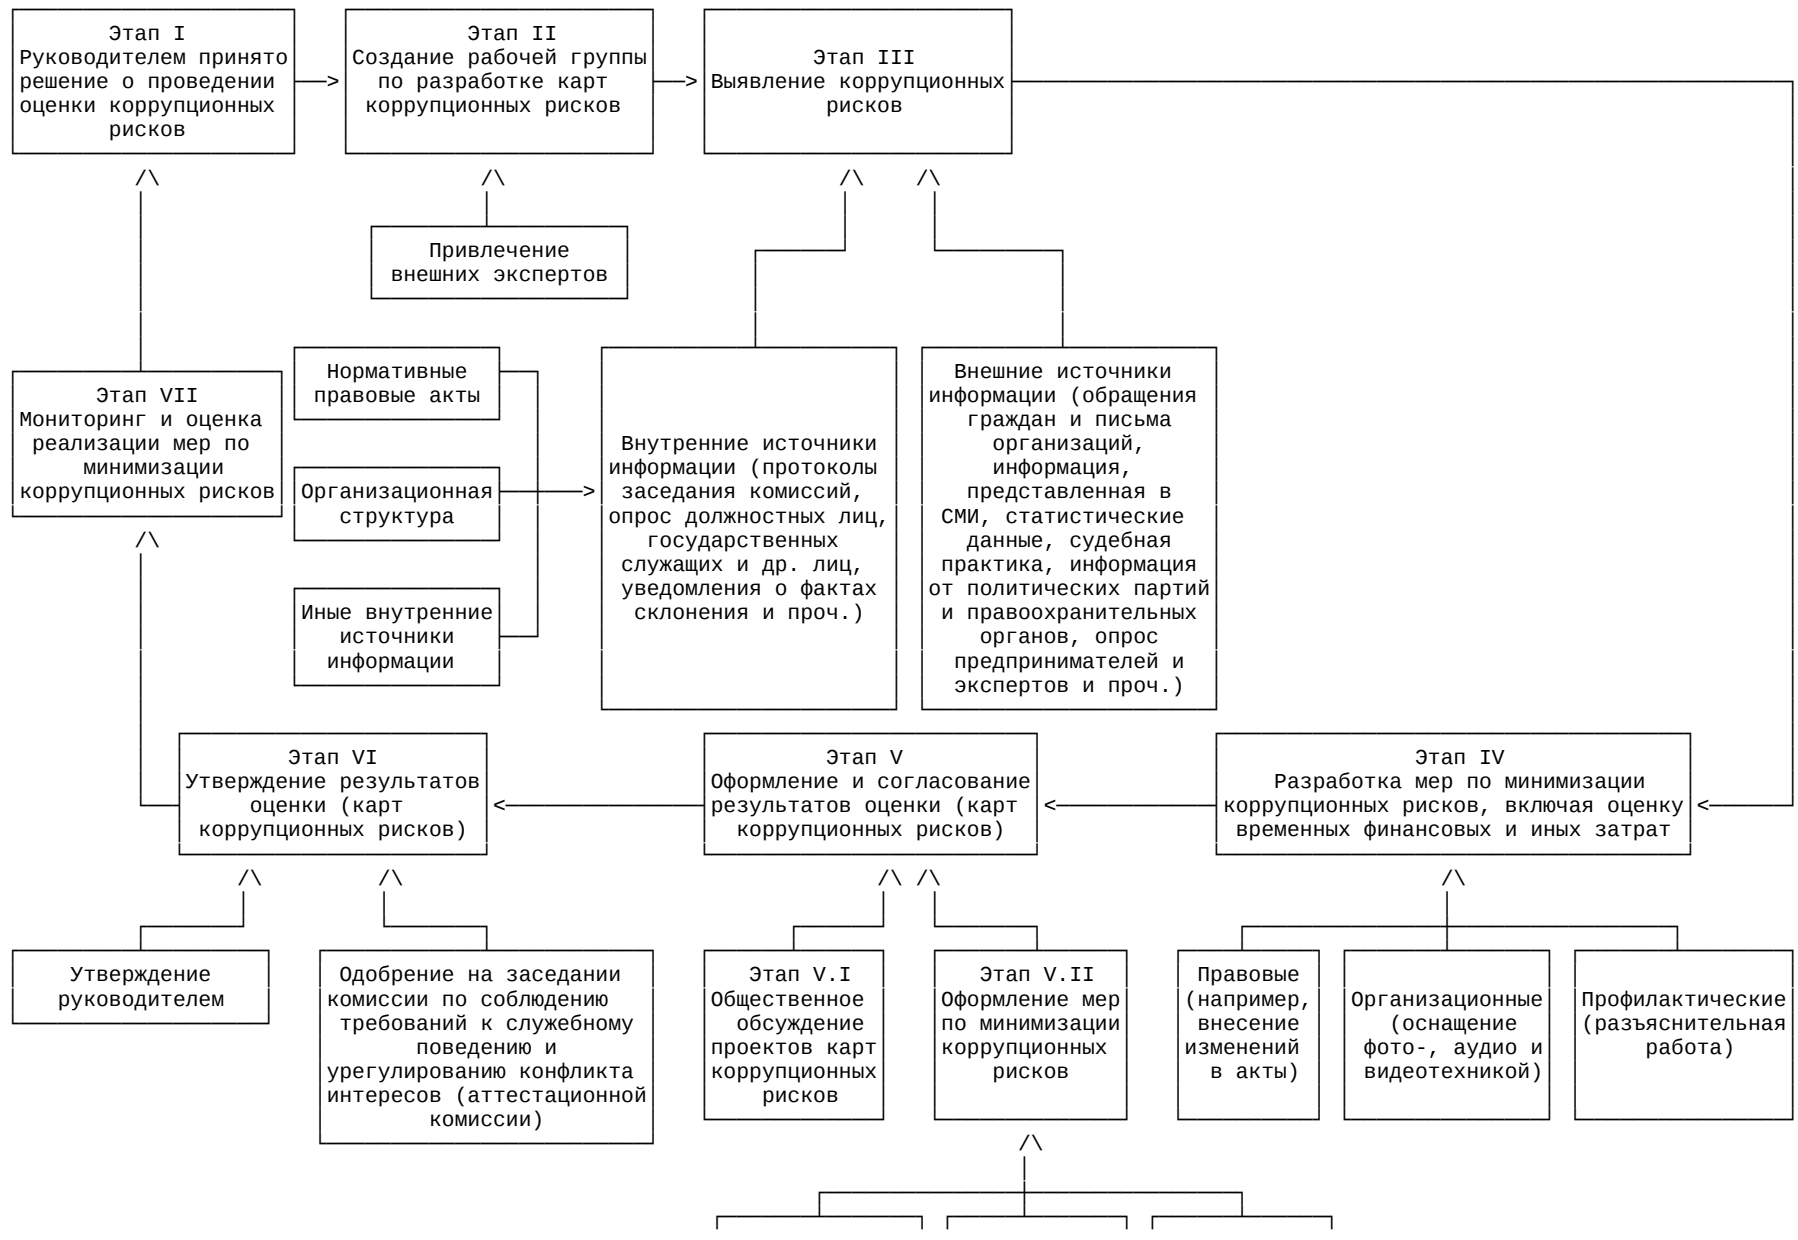 Этап I
Руководителем принято
решение о проведении
оценки коррупционных
рисков
Этап II
Создание рабочей группы
по разработке карт
коррупционных рисков
Этап III
Выявление коррупционных
рисков
Привлечение
внешних экспертов
Этап VII
Мониторинг и оценка
реализации мер по
минимизации
коррупционных рисков
Нормативные
правовые акты
Организационная
структура
Иные внутренние
источники
информации
Внутренние источники
информации (протоколы
заседания комиссий,
опрос должностных лиц,
государственных
служащих и др. лиц,
уведомления о фактах
склонения и проч.)
Внешние источники
информации (обращения
граждан и письма
организаций,
информация,
представленная в
СМИ, статистические
данные, судебная
практика, информация
от политических партий
и правоохранительных
органов, опрос
предпринимателей и
экспертов и проч.)
Этап VI
Утверждение результатов
оценки (карт
коррупционных рисков)
Этап V
Оформление и согласование
результатов оценки (карт
коррупционных рисков)
Этап IV
Разработка мер по минимизации
коррупционных рисков, включая оценку
временных финансовых и иных затрат
Утверждение
руководителем
Одобрение на заседании
комиссии по соблюдению
требований к служебному
поведению и
урегулированию конфликта
интересов (аттестационной
комиссии)
Этап V.I
Общественное
обсуждение
проектов карт
коррупционных
рисков
Этап V.II
Оформление мер
по минимизации
коррупционных
рисков
Правовые
(например,
внесение
изменений
в акты)
Организационные
(оснащение
фото-, аудио и
видеотехникой)
Профилактические
(разъяснительная
работа)